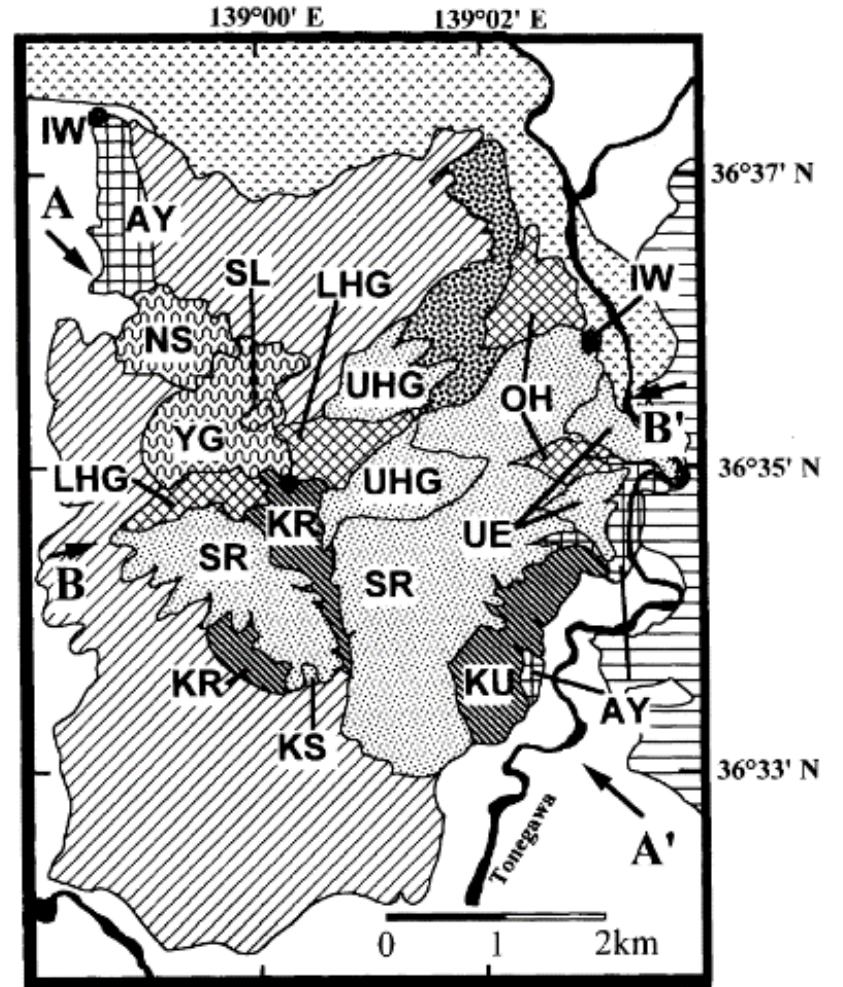 139°00' E 139°02' E
IW
36°37' N
A
AY
SL
LHG
IW
NS
UHG
OH
B'
YG
36°35' N
LHG
UHG
KR
UE
SR
SR
B
KR
KU
AY
KS
36°33' N
A'
Tonegawa
0 1 2km